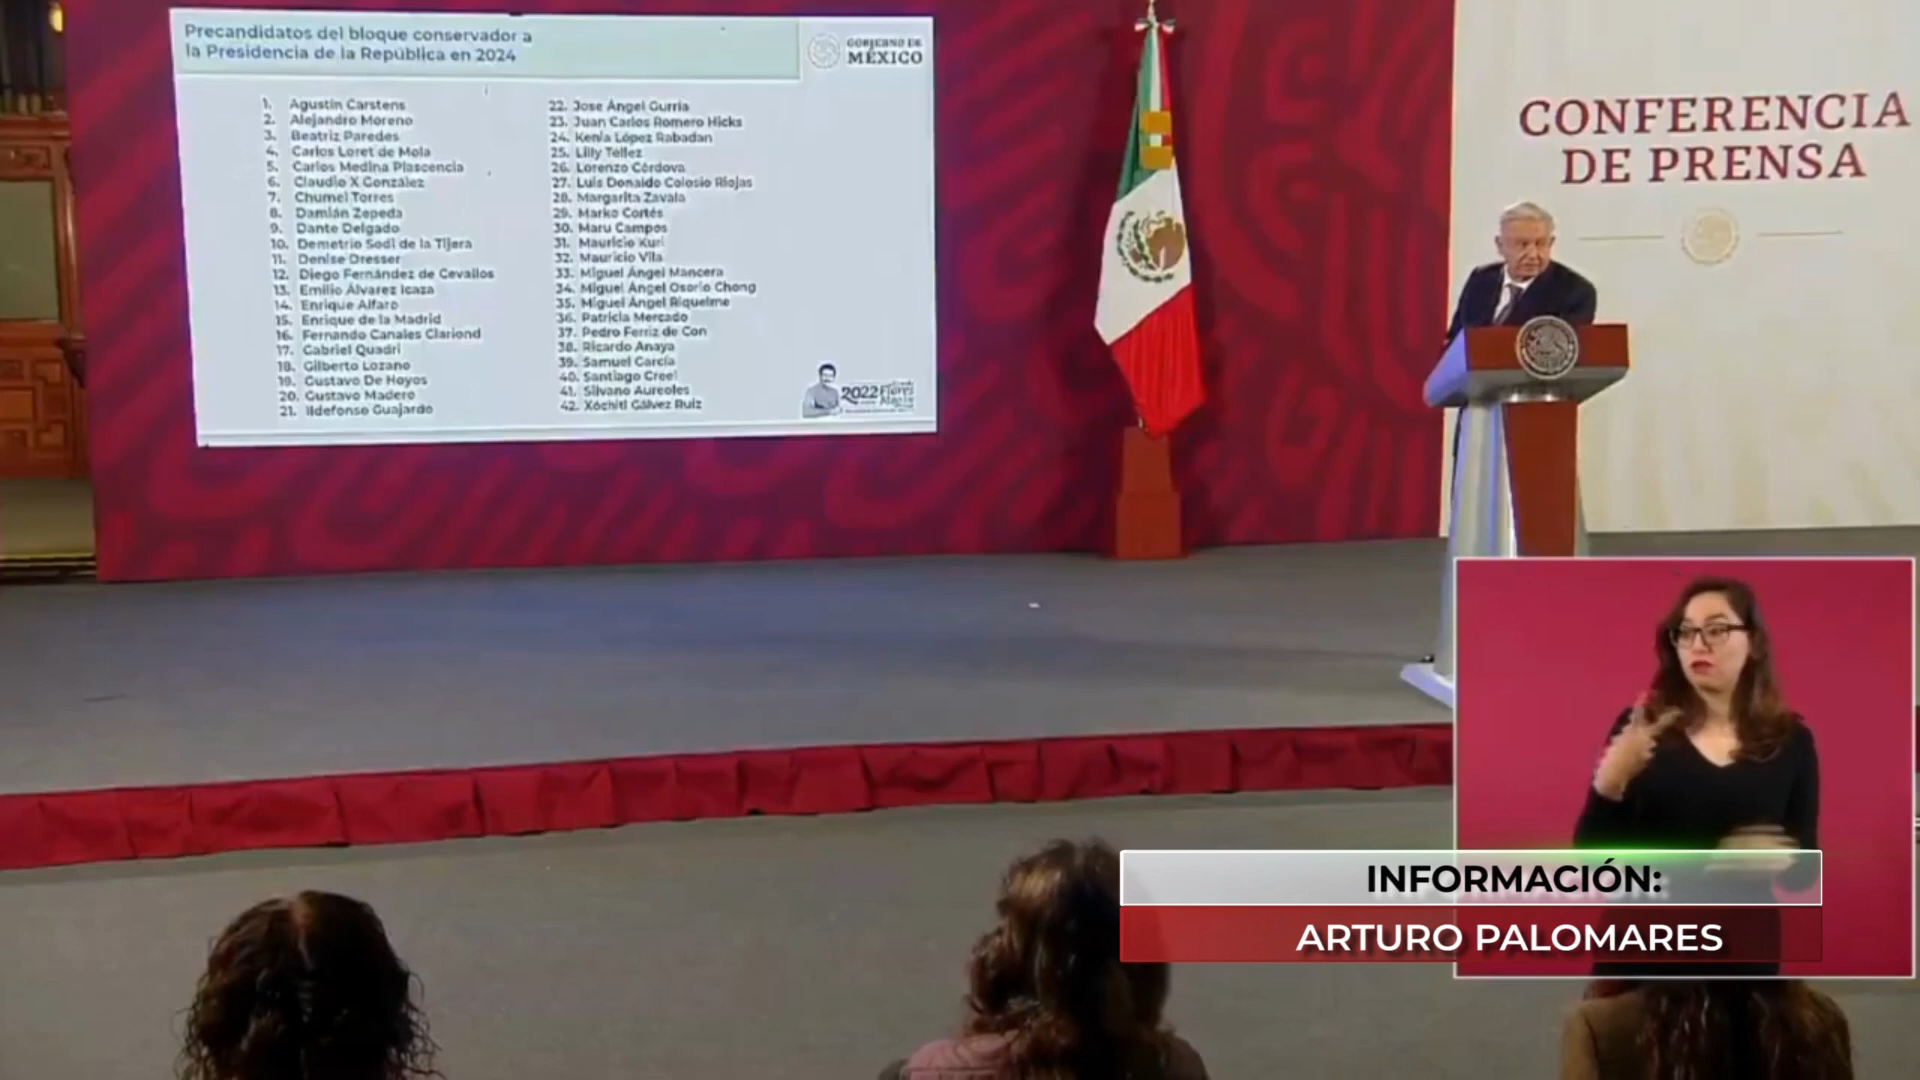 Precandidatos del bloque conservador a
la Presidencia de la República en 2024
GOBIERNO DE
MÉXICO
1. Agustín Carstens
2. Alejandro Moreno
3. Beatriz Paredes
4. Carlos Loret de Mola
5. Carlos Medina Plascencia
6. Claudio X González
7. Chumel Torres
8. Damián Zepeda
9. Dante Delgado
10. Demetrio Sodi de la Tijera
11. Denise Dresser
12. Diego Fernández de Cevallos
13. Emilio Álvarez Icaza
14. Enrique Alfaro
15. Enrique de la Madrid
16. Fernando Canales Clariond
17. Gabriel Quadri
18. Gilberto Lozano
19. Gustavo De Hoyos
20. Gustavo Madero
21. Ildefonso Guajardo
22. Jose Ángel Gurría
23. Juan Carlos Romero Hicks
24. Kenia López Rabadan
25. Lilly Téllez
26. Lorenzo Córdova
27. Luis Donaldo Colosio Riojas
28. Margarita Zavala
29. Marko Cortés
30. Maru Campos
31. Mauricio Kuri
32. Mauricio Vila
33. Miguel Ángel Mancera
34. Miguel Ángel Osorio Chong
35. Miguel Ángel Riquelme
36. Patricia Mercado
37. Pedro Ferriz de Con
38. Ricardo Anaya
39. Samuel García
40. Santiago Creel
41. Silvano Aureoles
42. Xóchitl Gálvez Ruiz
2022 Flores
Magón
CONFERENCIA
DE PRENSA
INFORMACIÓN:
ARTURO PALOMARES